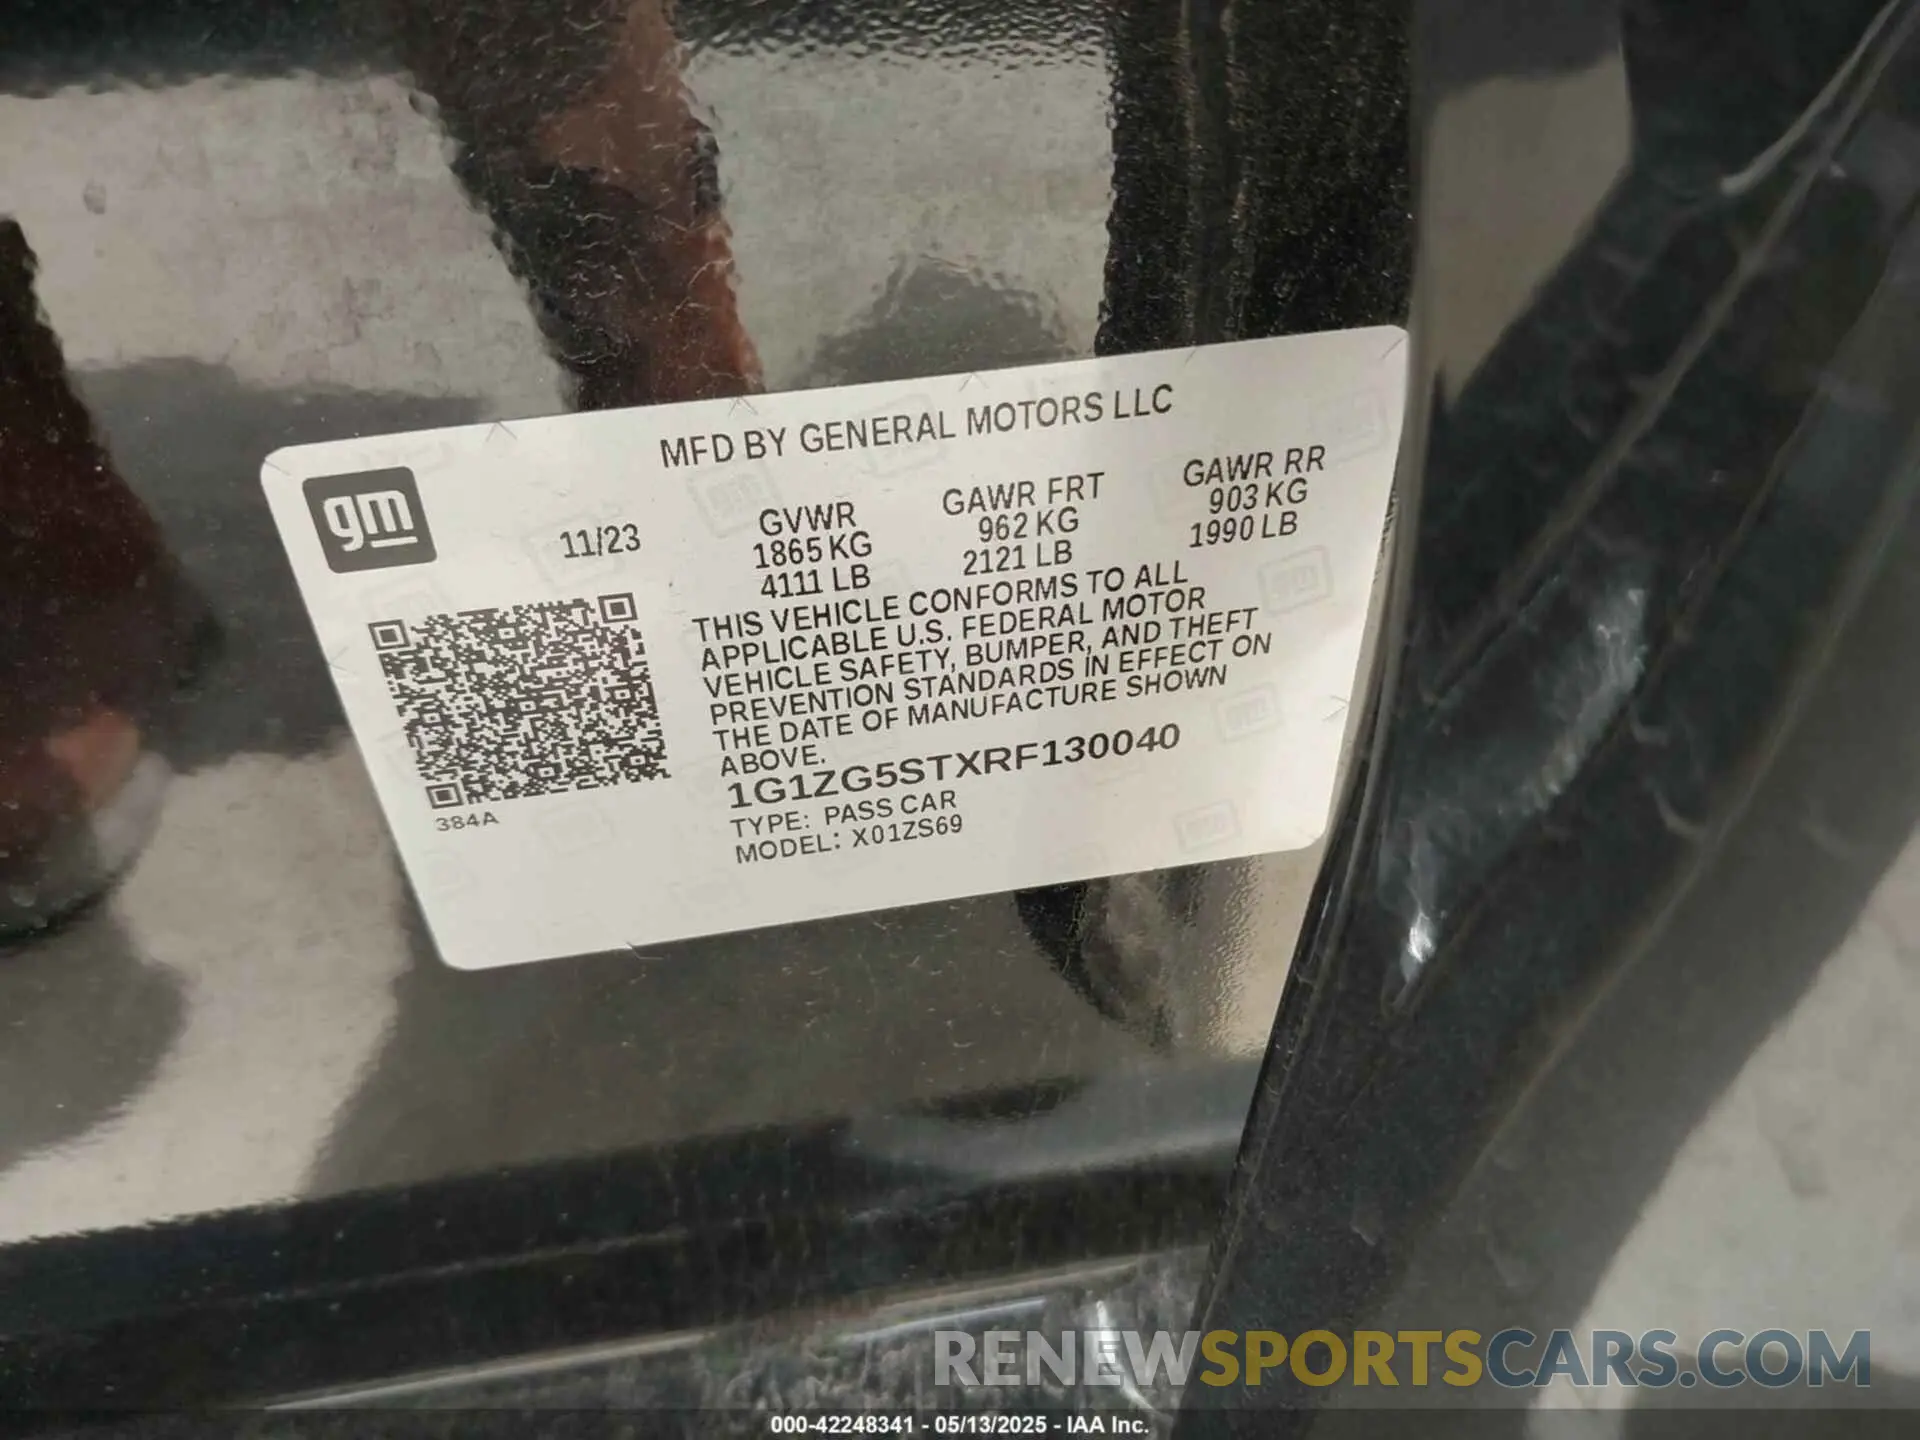 MFD BY GENERAL MOTORS LLC
gm
11/23
GVWR
1865 KG
4111 LB
GAWR FRT
962 KG
2121 LB
GAWR RR
903 KG
1990 LB
THIS VEHICLE CONFORMS TO ALL
APPLICABLE U.S. FEDERAL MOTOR
VEHICLE SAFETY, BUMPER, AND THEFT
PREVENTION STANDARDS IN EFFECT ON
THE DATE OF MANUFACTURE SHOWN
ABOVE.
1G1ZG5STXRF130040
TYPE: PASS CAR
MODEL: X01ZS69
384A
RENEWSPORTSCARS.COM
000-42248341 - 05/13/2025 - IAA Inc.